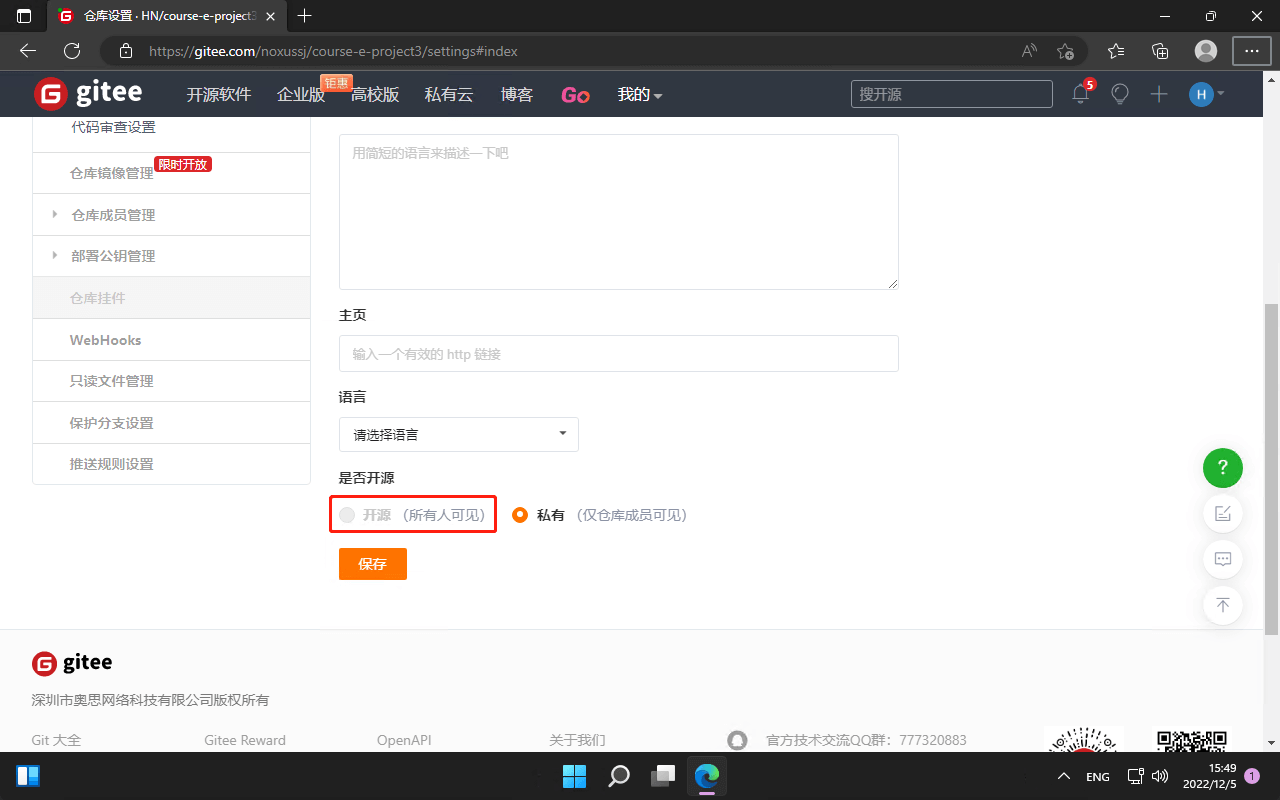 仓库设置 · HN/course-e-project3
https://gitee.com/noxussj/course-e-project3/settings#index
gitee 开源软件 企业版 钜惠 高校版 私有云 博客 Go 我的 搜开源 5 H
代码审查设置
仓库镜像管理 限时开放
仓库成员管理
部署公钥管理
仓库挂件
WebHooks
只读文件管理
保护分支设置
推送规则设置
用简短的语言来描述一下吧
主页
输入一个有效的 http 链接
语言
请选择语言
是否开源
开源 （所有人可见） 私有 （仅仓库成员可见）
保存
?
gitee
深圳市奥思网络科技有限公司版权所有
Git 大全 Gitee Reward OpenAPI 关于我们 官方技术交流QQ群：777320883
ENG 15:49
2022/12/5 1